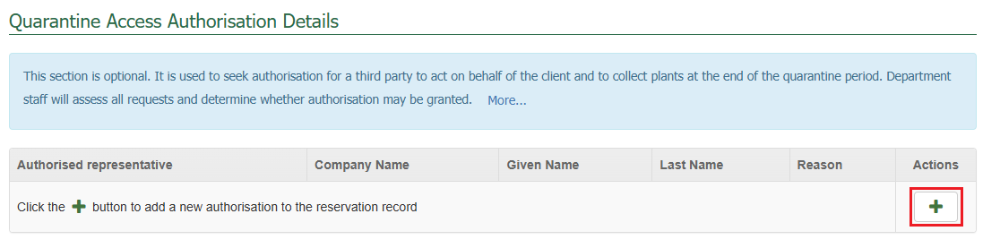 Quarantine Access Authorisation Details
This section is optional. It is used to seek authorisation for a third party to act on behalf of the client and to collect plants at the end of the quarantine period. Department
staff will assess all requests and determine whether authorisation may be granted. More...
Authorised representative Company Name Given Name Last Name Reason Actions
Click the + button to add a new authorisation to the reservation record +